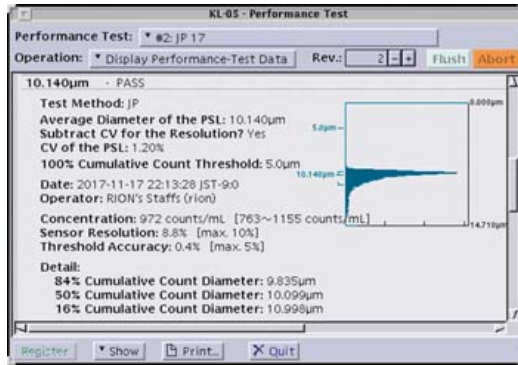 KL-05 - Performance Test
Performance Test: #2: JP 17
Operation: Display Performance-Test Data Rev.: 2 - + Flush Abort
10.140μm - PASS
Test Method: JP
Average Diameter of the PSL: 10.140μm
Subtract CV for the Resolution? Yes
CV of the PSL: 1.20%
100% Cumulative Count Threshold: 5.0μm
Date: 2017-11-17 22:13:28 JST-9:0
Operator: RION's Staffs (rion)
Concentration: 972 counts/mL [763~1155 counts/mL]
Sensor Resolution: 8.8% [max. 10%]
Threshold Accuracy: 0.4% [max. 5%]
Detail:
84% Cumulative Count Diameter: 9.835μm
50% Cumulative Count Diameter: 10.099μm
16% Cumulative Count Diameter: 10.998μm
0.000μm
5.0μm
10.140μm
14.710μm
Register Show Print... Quit